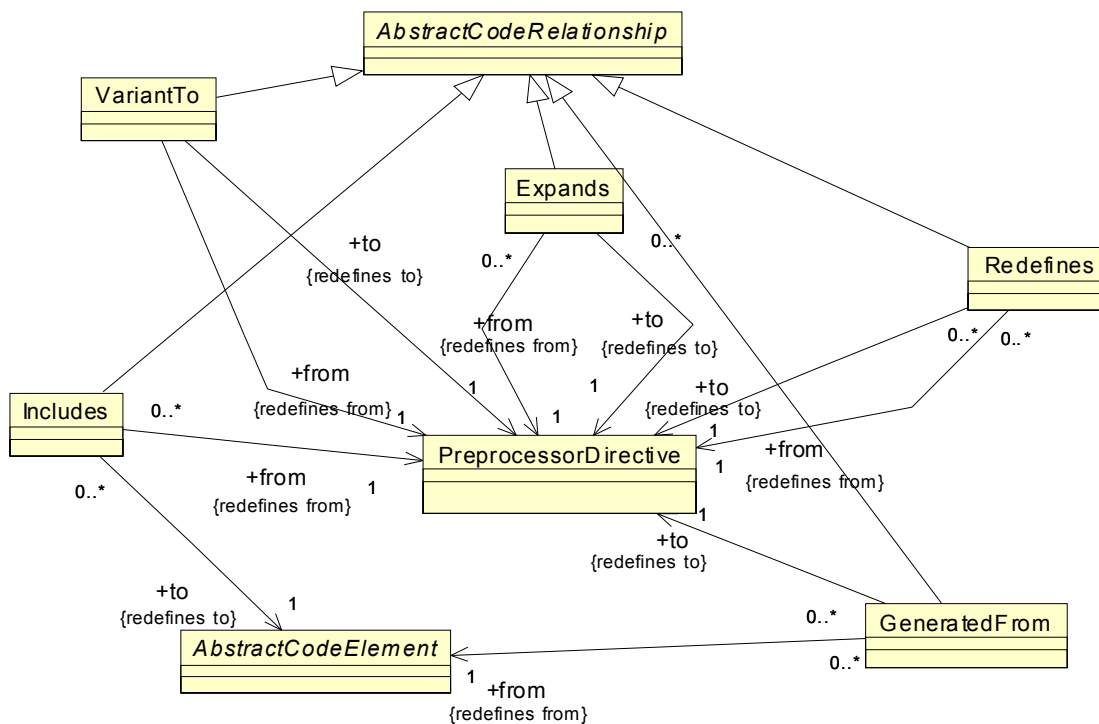 AbstractCodeRelationship
VariantTo
Expands
+to
{redefines to}
0..*
0..*
Redefines
+from
{redefines from}
+to
{redefines to}
0..*
0..*
+from
{redefines from}
1
1
+to
{redefines to}
Includes
0..*
1
1
1
PreprocessorDirective
+from
{redefines from}
1
1
+from
{redefines from}
0..*
1
+to
{redefines to}
+to
{redefines to}
1
0..*
GeneratedFrom
AbstractCodeElement
1
0..*
+from
{redefines from}